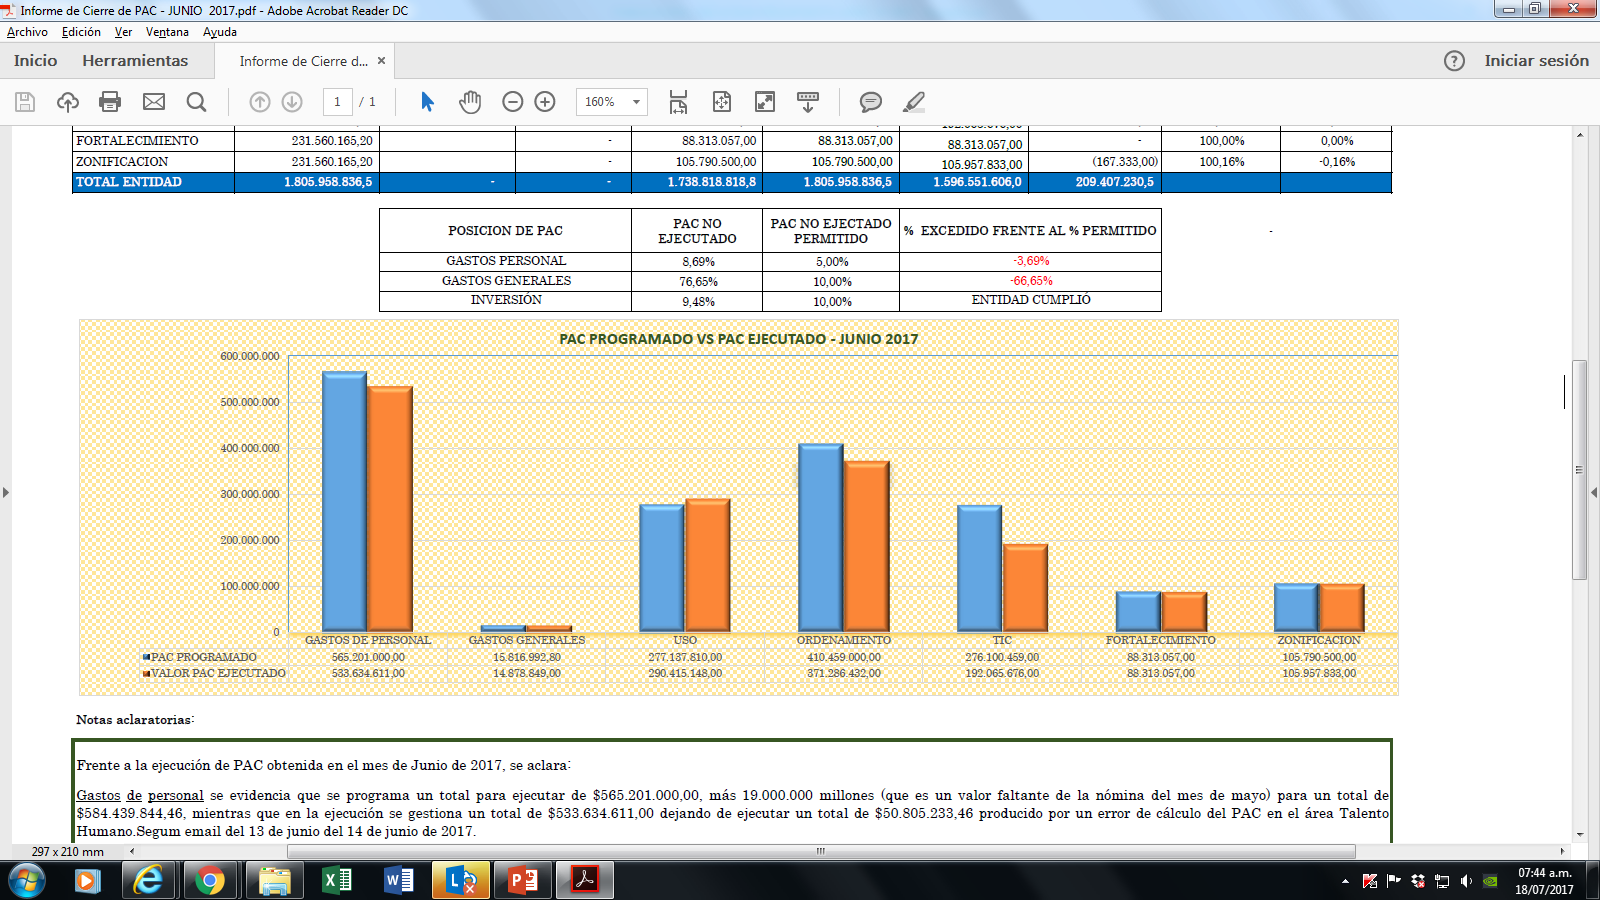 Informe de Cierre de PAC - JUNIO  2017.pdf - Adobe Acrobat Reader DC
Archivo Edición Ver Ventana Ayuda
Inicio Herramientas Informe de Cierre d... × ? Iniciar sesión
1 / 1 160%
FORTALECIMIENTO 231.560.165,20 - 88.313.057,00 88.313.057,00 88.313.057,00 - 100,00% 0,00%
ZONIFICACION 231.560.165,20 - 105.790.500,00 105.790.500,00 105.957.833,00 (167.333,00) 100,16% -0,16%
TOTAL ENTIDAD 1.805.958.836,5 - - 1.738.818.818,8 1.805.958.836,5 1.596.551.606,0 209.407.230,5
POSICION DE PAC PAC NO EJECUTADO PAC NO EJECTADO PERMITIDO % EXCEDIDO FRENTE AL % PERMITIDO -
GASTOS PERSONAL 8,69% 5,00% -3,69%
GASTOS GENERALES 76,65% 10,00% -66,65%
INVERSIÓN 9,48% 10,00% ENTIDAD CUMPLIÓ
PAC PROGRAMADO VS PAC EJECUTADO - JUNIO 2017
600.000.000
500.000.000
400.000.000
300.000.000
200.000.000
100.000.000
0
GASTOS DE PERSONAL GASTOS GENERALES USO ORDENAMIENTO TIC FORTALECIMIENTO ZONIFICACION
PAC PROGRAMADO 565.201.000,00 15.816.992,80 277.137.810,00 410.459.000,00 276.100.459,00 88.313.057,00 105.790.500,00
VALOR PAC EJECUTADO 533.634.611,00 14.878.849,00 290.415.148,00 371.286.432,00 192.065.676,00 88.313.057,00 105.957.833,00
Notas aclaratorias:
Frente a la ejecución de PAC obtenida en el mes de Junio de 2017, se aclara:
Gastos de personal se evidencia que se programa un total para ejecutar de $565.201.000,00, más 19.000.000 millones (que es un valor faltante de la nómina del mes de mayo) para un total de
$584.439.844,46, mientras que en la ejecución se gestiona un total de $533.634.611,00 dejando de ejecutar un total de $50.805.233,46 producido por un error de cálculo del PAC en el área Talento
Humano.Segum email del 13 de junio del 14 de junio de 2017.
297 x 210 mm
07:44 a.m.
18/07/2017